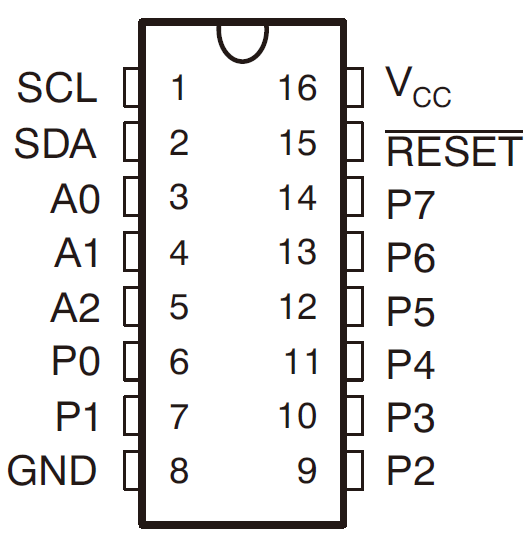 SCL 1 16 VCC
SDA 2 15 RESET
A0 3 14 P7
A1 4 13 P6
A2 5 12 P5
P0 6 11 P4
P1 7 10 P3
GND 8 9 P2